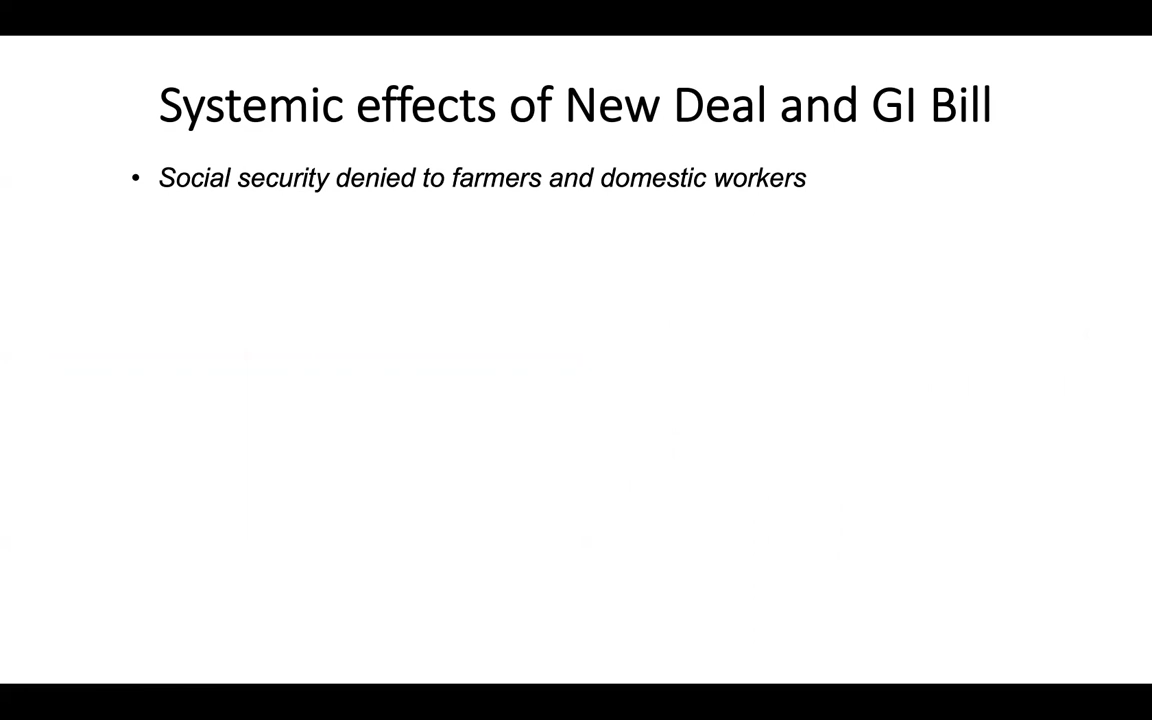 Systemic effects of New Deal and GI Bill
• Social security denied to farmers and domestic workers